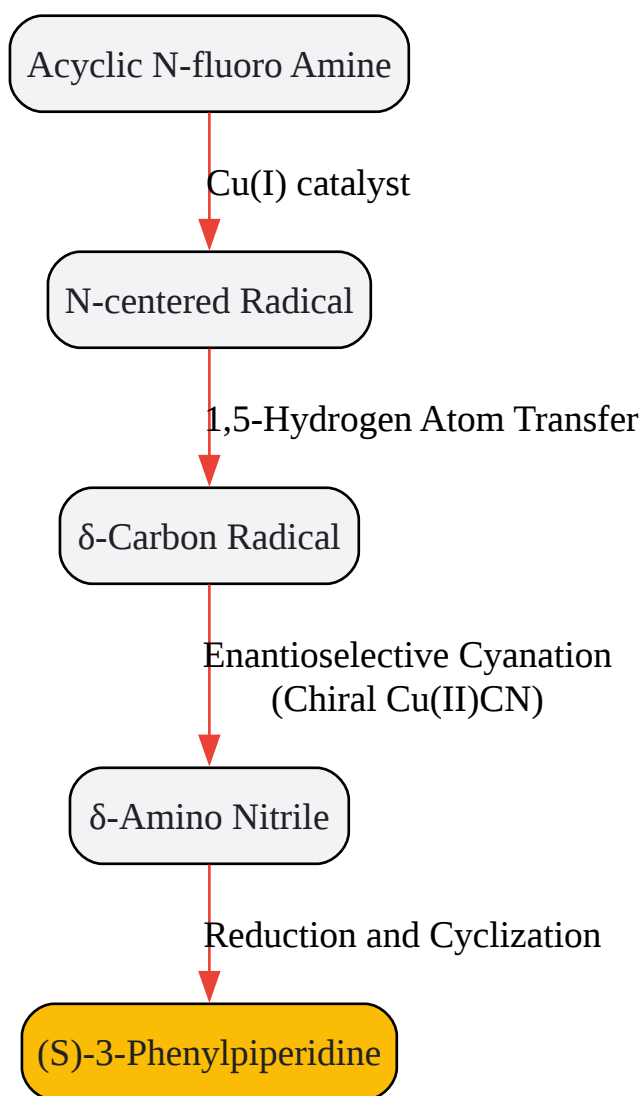 Acyclic N-fluoro Amine
Cu(I) catalyst
N-centered Radical
1,5-Hydrogen Atom Transfer
δ-Carbon Radical
Enantioselective Cyanation
(Chiral Cu(II)CN)
δ-Amino Nitrile
Reduction and Cyclization
(S)-3-Phenylpiperidine